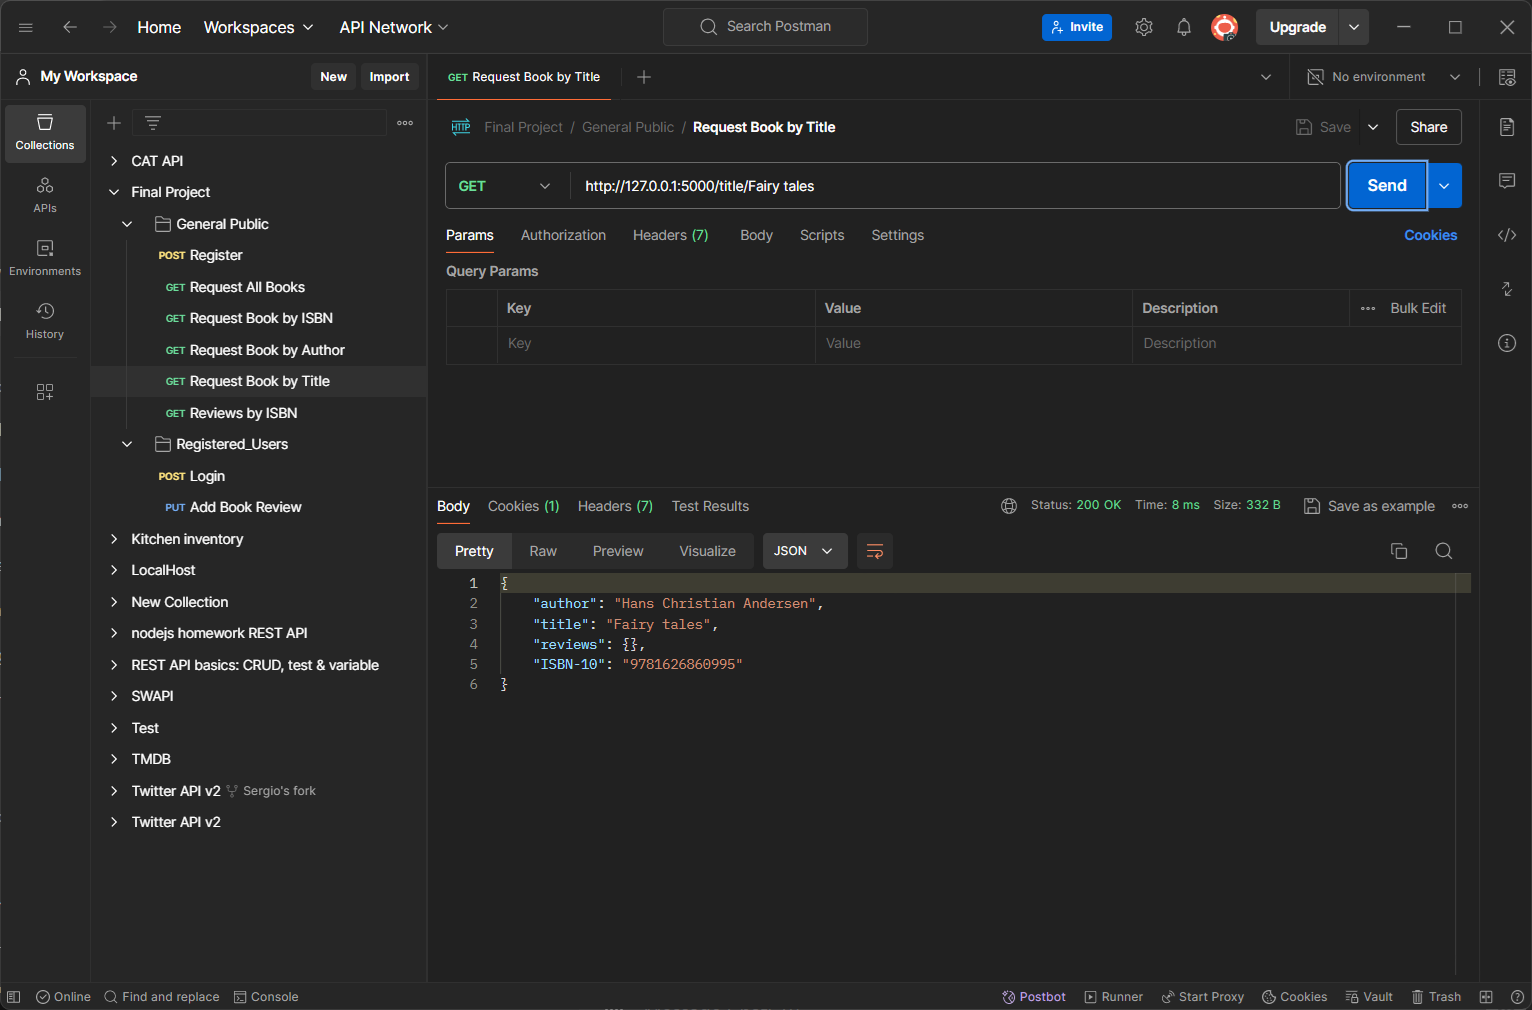 Home Workspaces API Network Search Postman Invite Upgrade
My Workspace New Import
GET Request Book by Title No environment
Collections
APIs
Environments
History
CAT API
Final Project
General Public
POST Register
GET Request All Books
GET Request Book by ISBN
GET Request Book by Author
GET Request Book by Title
GET Reviews by ISBN
Registered_Users
POST Login
PUT Add Book Review
Kitchen inventory
LocalHost
New Collection
nodejs homework REST API
REST API basics: CRUD, test & variable
SWAPI
Test
TMDB
Twitter API v2 Sergio's fork
Twitter API v2
HTTP Final Project / General Public / Request Book by Title Save Share
GET http://127.0.0.1:5000/title/Fairy tales Send
Params Authorization Headers (7) Body Scripts Settings Cookies
Query Params
Key Value Description Bulk Edit
Key Value Description
Body Cookies (1) Headers (7) Test Results Status: 200 OK Time: 8 ms Size: 332 B Save as example
Pretty Raw Preview Visualize JSON
1 {
2 "author": "Hans Christian Andersen",
3 "title": "Fairy tales",
4 "reviews": {},
5 "ISBN-10": "9781626860995"
6 }
Online Find and replace Console Postbot Runner Start Proxy Cookies Vault Trash